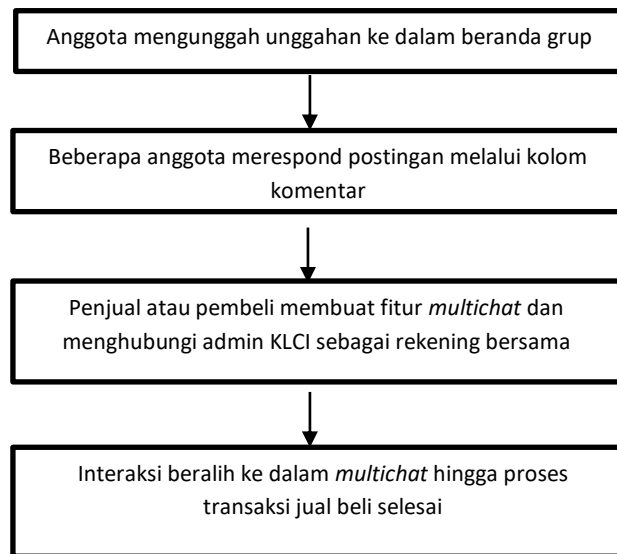 Anggota mengunggah unggahan ke dalam beranda grup
Beberapa anggota merespond postingan melalui kolom
komentar
Penjual atau pembeli membuat fitur multichat dan
menghubungi admin KLCI sebagai rekening bersama
Interaksi beralih ke dalam multichat hingga proses
transaksi jual beli selesai